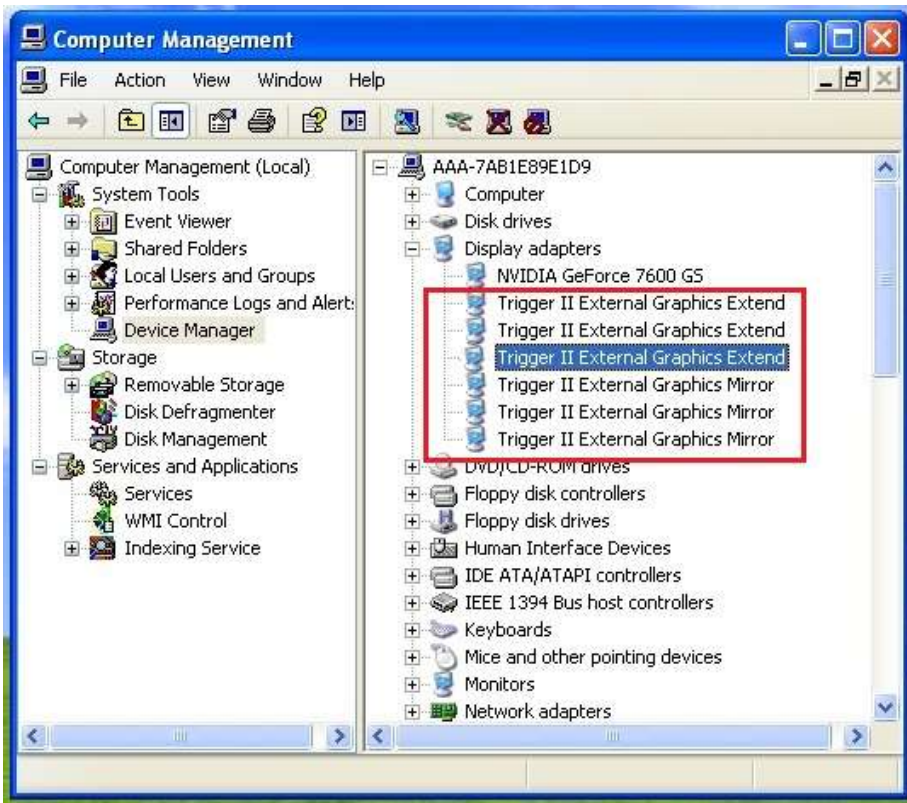 Computer Management
File Action View Window Help
Computer Management (Local)
System Tools
Event Viewer
Shared Folders
Local Users and Groups
Performance Logs and Alert:
Device Manager
Storage
Removable Storage
Disk Defragmenter
Disk Management
Services and Applications
Services
WMI Control
Indexing Service
AAA-7AB1E89E1D9
Computer
Disk drives
Display adapters
NVIDIA GeForce 7600 GS
Trigger II External Graphics Extend
Trigger II External Graphics Extend
Trigger II External Graphics Extend
Trigger II External Graphics Mirror
Trigger II External Graphics Mirror
Trigger II External Graphics Mirror
DVD/CD-ROM drives
Floppy disk controllers
Floppy disk drives
Human Interface Devices
IDE ATA/ATAPI controllers
IEEE 1394 Bus host controllers
Keyboards
Mice and other pointing devices
Monitors
Network adapters